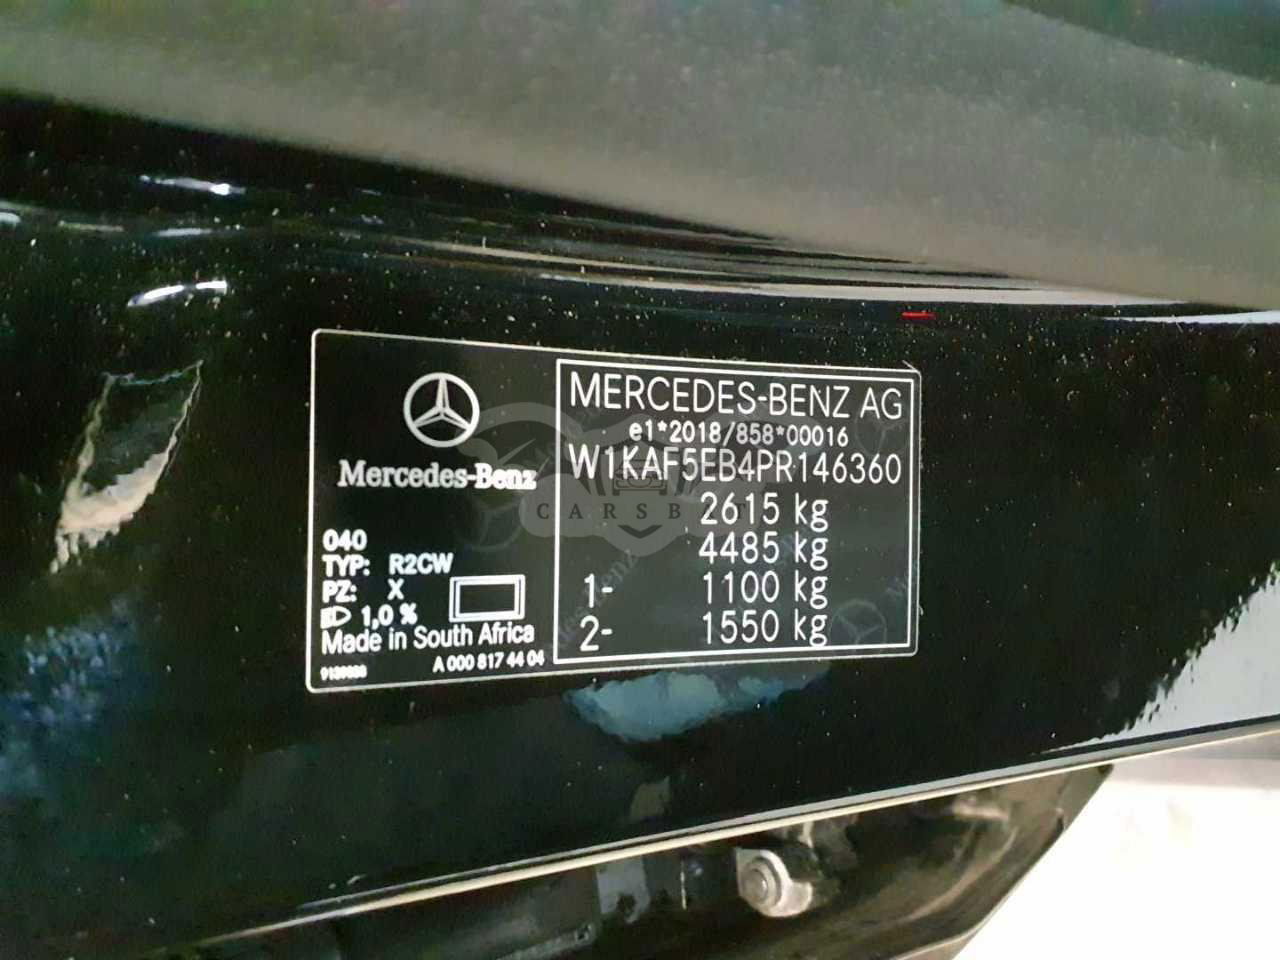 Mercedes-Benz
040
TYP: R2CW
PZ: X
1,0 %
Made in South Africa
A 000 817 44 04
MERCEDES-BENZ AG
e1*2018/858*00016
W1KAF5EB4PR146360
2615 kg
4485 kg
1- 1100 kg
2- 1550 kg